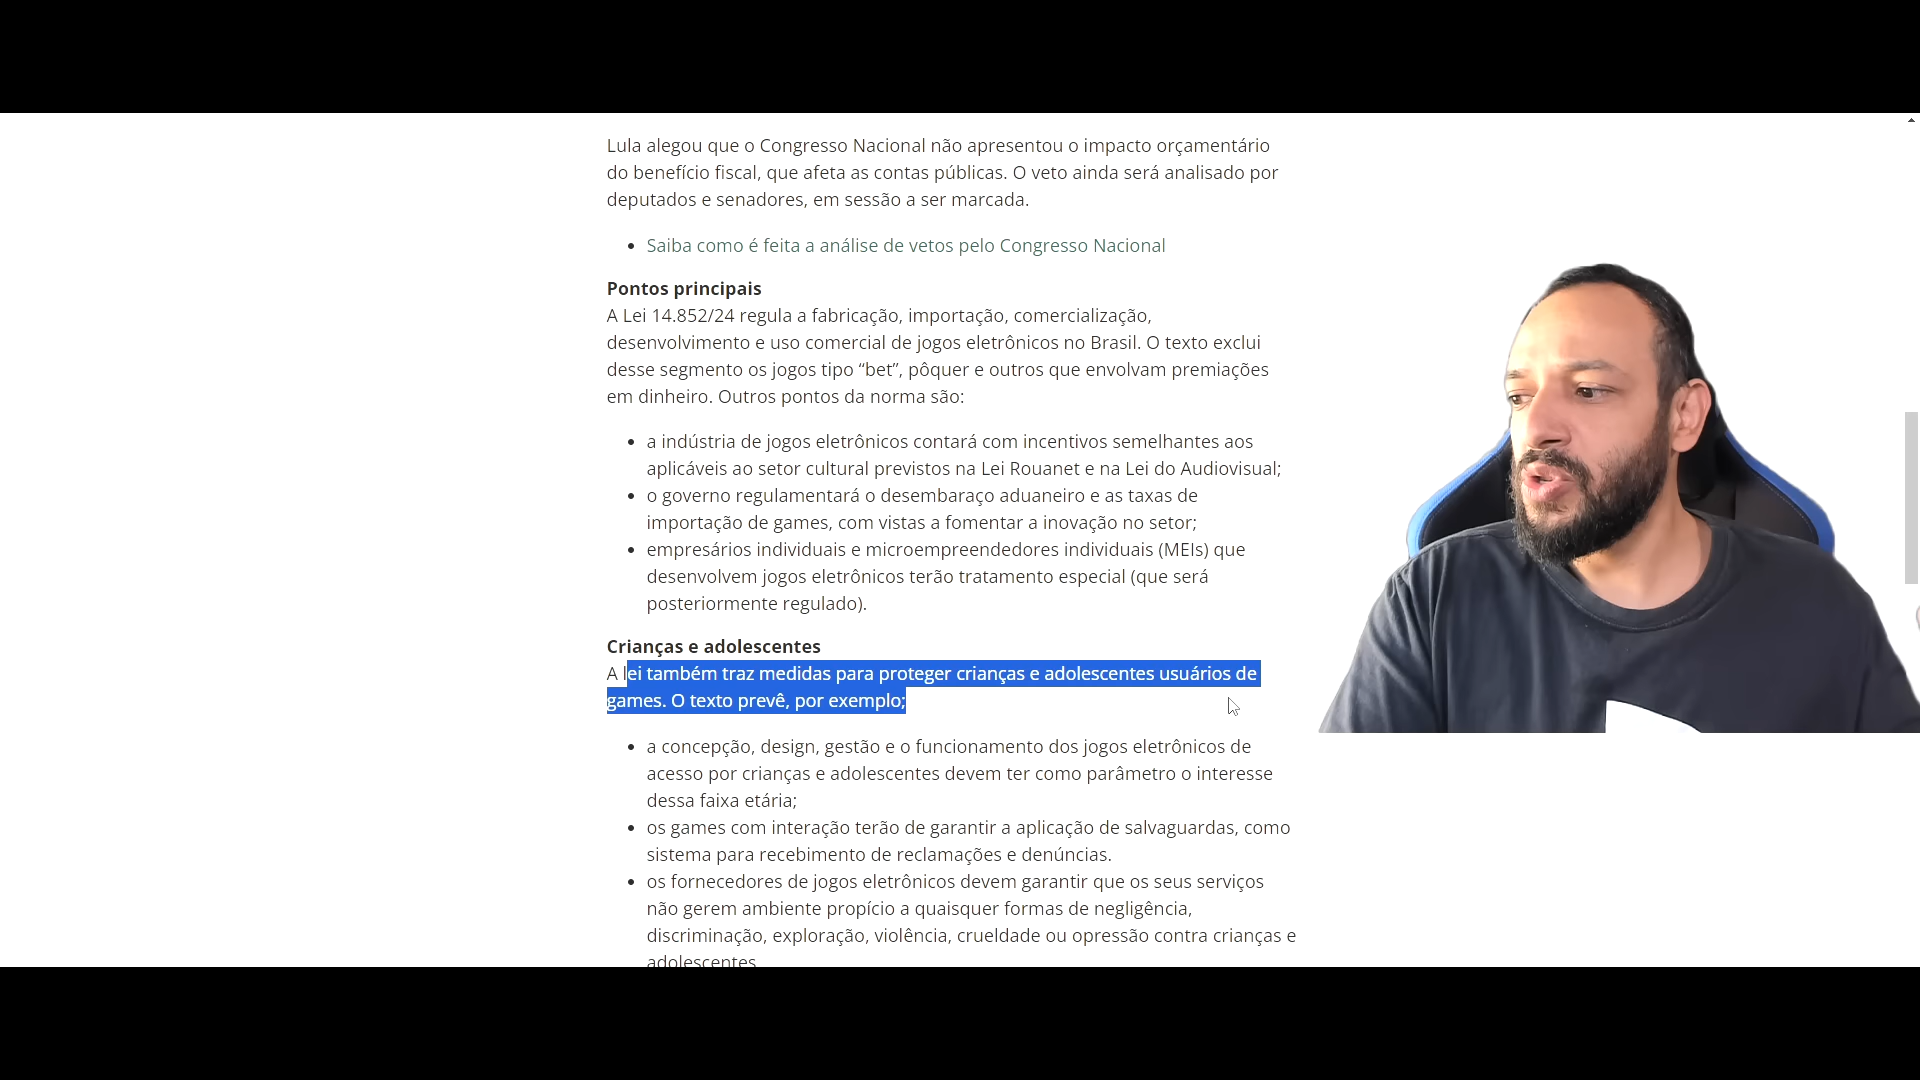 Lula alegou que o Congresso Nacional não apresentou o impacto orçamentário
do benefício fiscal, que afeta as contas públicas. O veto ainda será analisado por
deputados e senadores, em sessão a ser marcada.
• Saiba como é feita a análise de vetos pelo Congresso Nacional
Pontos principais
A Lei 14.852/24 regula a fabricação, importação, comercialização,
desenvolvimento e uso comercial de jogos eletrônicos no Brasil. O texto exclui
desse segmento os jogos tipo “bet”, pôquer e outros que envolvam premiações
em dinheiro. Outros pontos da norma são:
• a indústria de jogos eletrônicos contará com incentivos semelhantes aos
aplicáveis ao setor cultural previstos na Lei Rouanet e na Lei do Audiovisual;
• o governo regulamentará o desembaraço aduaneiro e as taxas de
importação de games, com vistas a fomentar a inovação no setor;
• empresários individuais e microempreendedores individuais (MEIs) que
desenvolvem jogos eletrônicos terão tratamento especial (que será
posteriormente regulado).
Crianças e adolescentes
A lei também traz medidas para proteger crianças e adolescentes usuários de
games. O texto prevê, por exemplo;
• a concepção, design, gestão e o funcionamento dos jogos eletrônicos de
acesso por crianças e adolescentes devem ter como parâmetro o interesse
dessa faixa etária;
• os games com interação terão de garantir a aplicação de salvaguardas, como
sistema para recebimento de reclamações e denúncias.
• os fornecedores de jogos eletrônicos devem garantir que os seus serviços
não gerem ambiente propício a quaisquer formas de negligência,
discriminação, exploração, violência, crueldade ou opressão contra crianças e
adolescentes